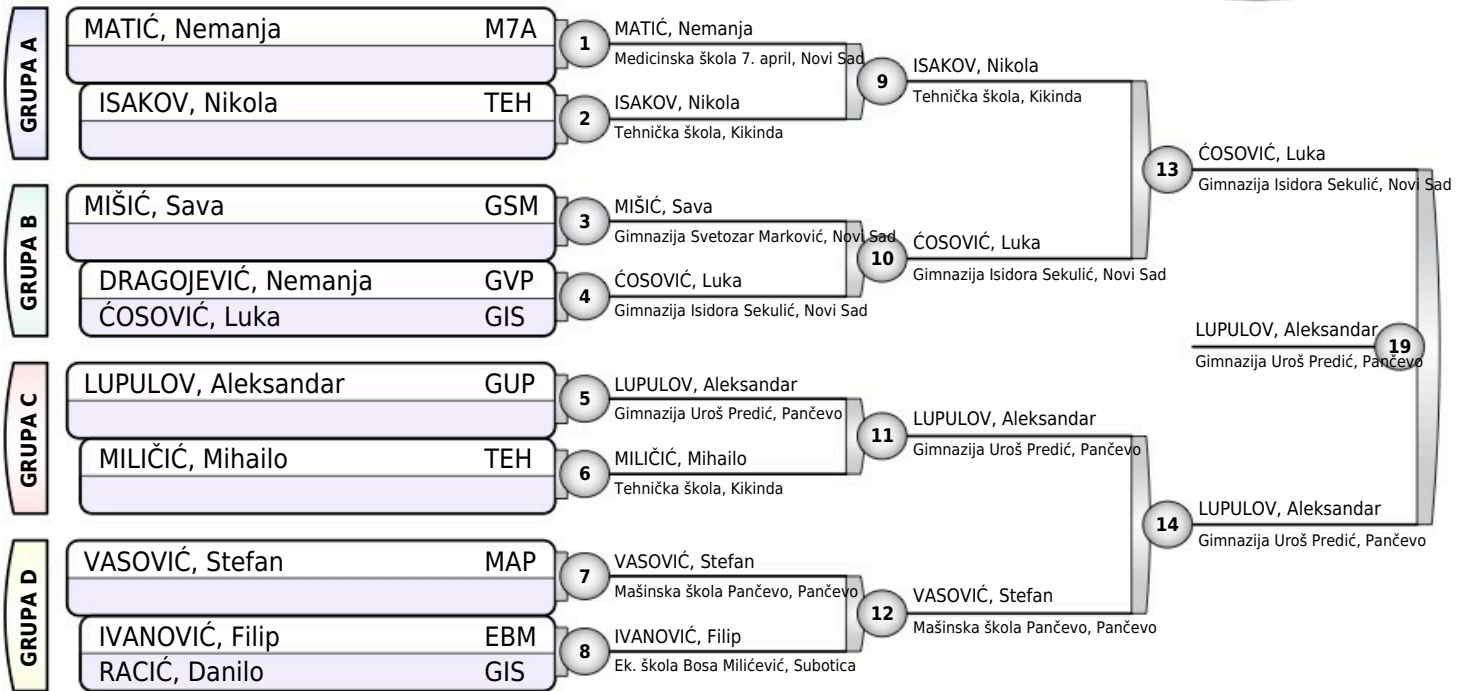 GRUPA A
MATIĆ, Nemanja M7A
ISAKOV, Nikola TEH
GRUPA B
MIŠIĆ, Sava GSM
DRAGOJEVIĆ, Nemanja GVP
ĆOSOVIĆ, Luka GIS
GRUPA C
LUPULOV, Aleksandar GUP
MILIČIĆ, Mihailo TEH
GRUPA D
VASOVIĆ, Stefan MAP
IVANOVIĆ, Filip EBM
RACIĆ, Danilo GIS
1
MATIĆ, Nemanja
Medicinska škola 7. april, Novi Sad
2
ISAKOV, Nikola
Tehnička škola, Kikinda
3
MIŠIĆ, Sava
Gimnazija Svetozar Marković, Novi Sad
4
ĆOSOVIĆ, Luka
Gimnazija Isidora Sekulić, Novi Sad
5
LUPULOV, Aleksandar
Gimnazija Uroš Predić, Pančevo
6
MILIČIĆ, Mihailo
Tehnička škola, Kikinda
7
VASOVIĆ, Stefan
Mašinska škola Pančevo, Pančevo
8
IVANOVIĆ, Filip
Ek. škola Bosa Milićević, Subotica
9
ISAKOV, Nikola
Tehnička škola, Kikinda
10
ĆOSOVIĆ, Luka
Gimnazija Isidora Sekulić, Novi Sad
11
LUPULOV, Aleksandar
Gimnazija Uroš Predić, Pančevo
12
VASOVIĆ, Stefan
Mašinska škola Pančevo, Pančevo
13
ĆOSOVIĆ, Luka
Gimnazija Isidora Sekulić, Novi Sad
14
LUPULOV, Aleksandar
Gimnazija Uroš Predić, Pančevo
LUPULOV, Aleksandar
19
Gimnazija Uroš Predić, Pančevo